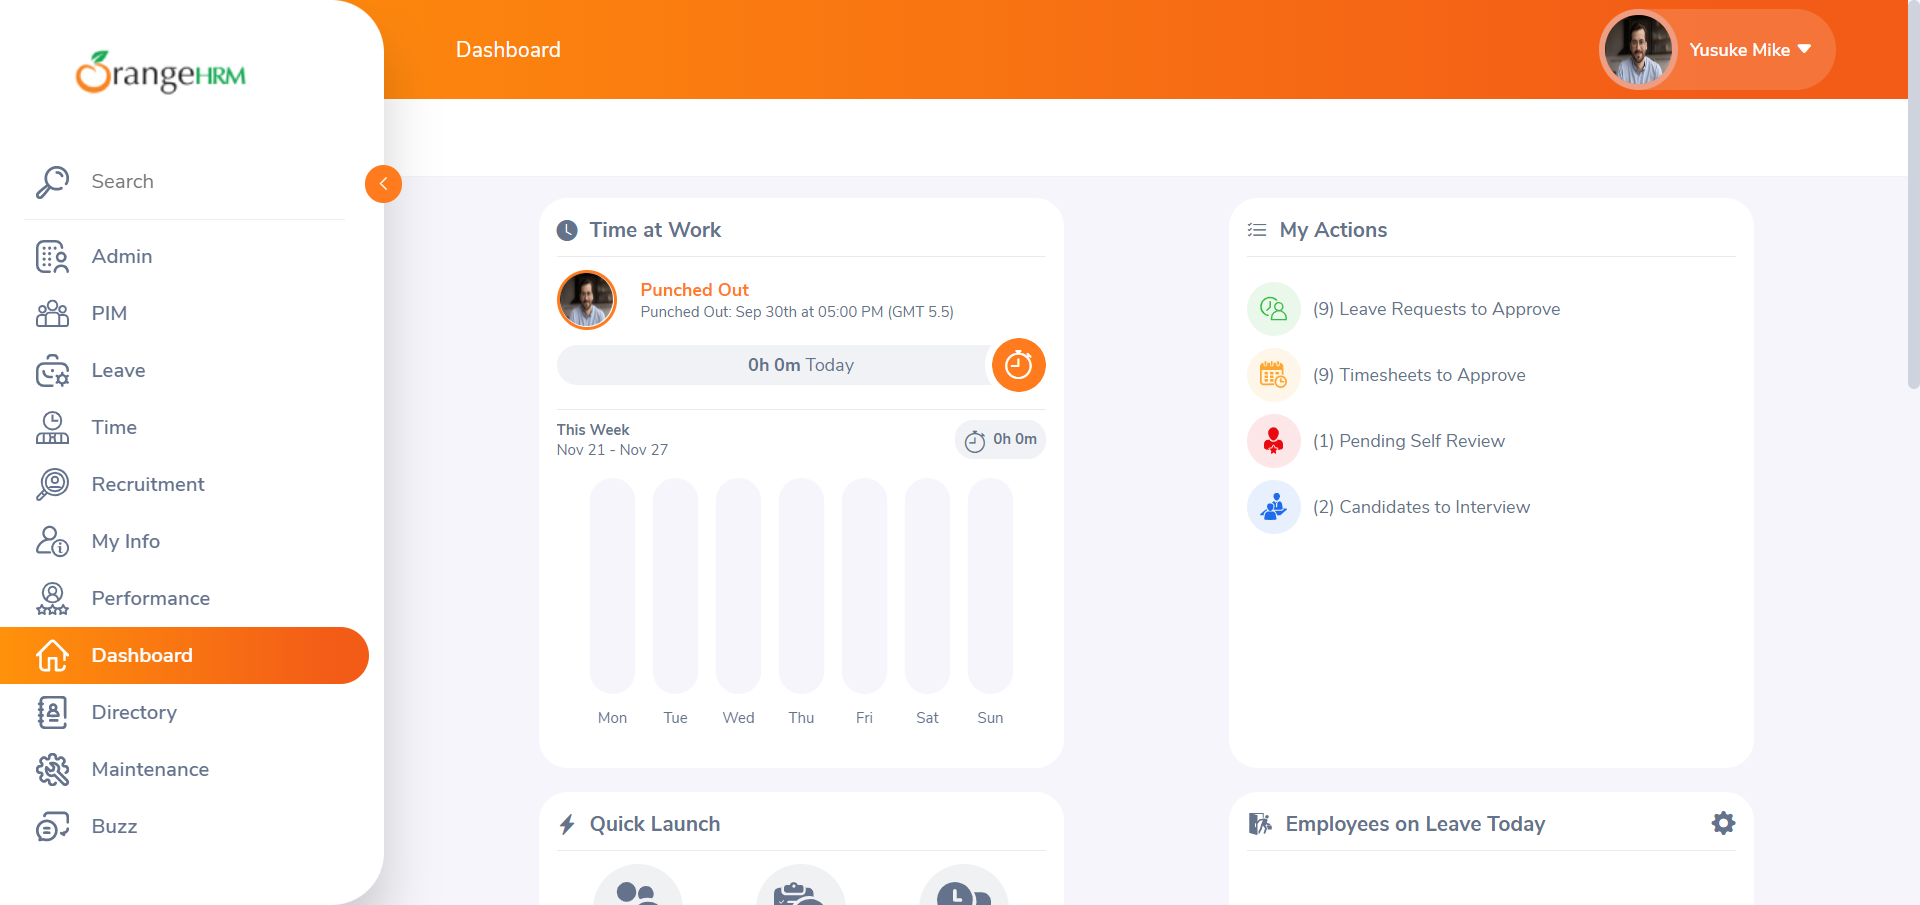 OrangeHRM
Search
Admin
PIM
Leave
Time
Recruitment
My Info
Performance
Dashboard
Directory
Maintenance
Buzz
Dashboard
Yusuke Mike
Time at Work
Punched Out
Punched Out: Sep 30th at 05:00 PM (GMT 5.5)
0h 0m Today
This Week
Nov 21 - Nov 27
0h 0m
Mon Tue Wed Thu Fri Sat Sun
My Actions
(9) Leave Requests to Approve
(9) Timesheets to Approve
(1) Pending Self Review
(2) Candidates to Interview
Quick Launch
Employees on Leave Today